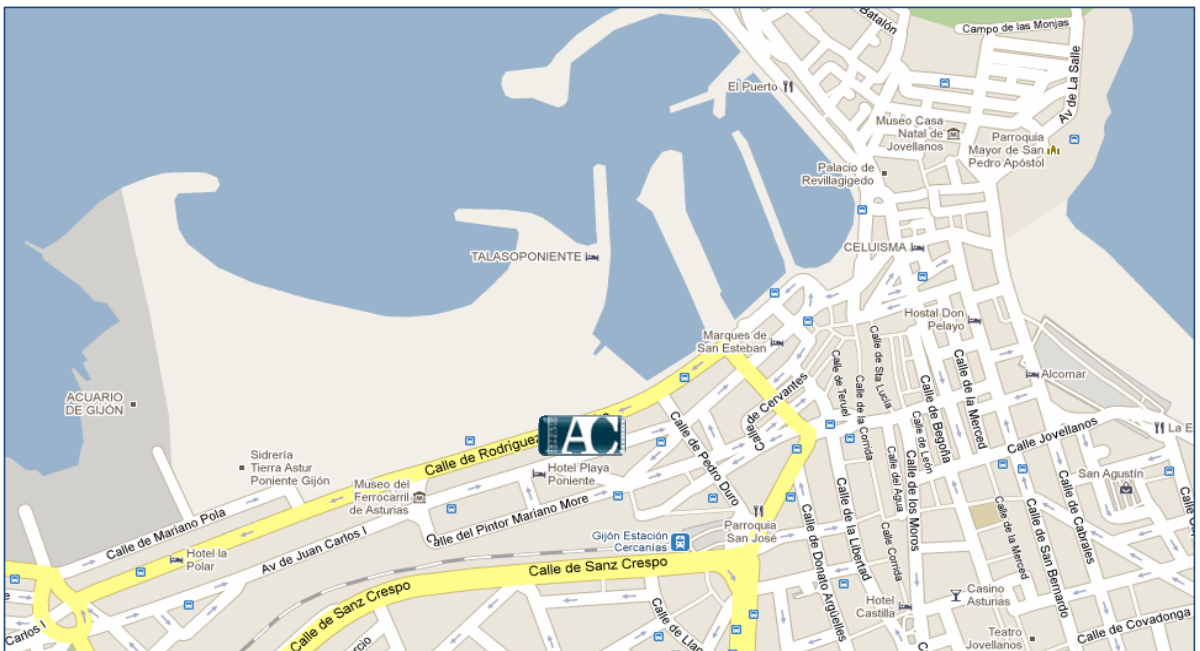 Batallón
Campo de las Monjas
Av de La Salle
El Puerto
Museo Casa
Natal de
Jovellanos
Parroquia
Mayor de San
Pedro Apóstol
Palacio de
Revillagigedo
TALASOPONIENTE
CELUISMA
Hostal Don
Pelayo
Marques de
San Esteban
Calle de Sta Lucia
Calle de Teruel
Calle de la Corrida
Calle de la Merced
Calle de Begoña
Alcomar
ACUARIO
DE GIJÓN
Calle de Cervantes
AC
Calle de Rodriguez
Calle de Pedro Duro
Calle de León
Calle del Agua
Calle de los Moros
Calle Jovellanos
La E
Sidrería
Tierra Astur
Poniente Gijón
Museo del
Ferrocarril
de Asturias
Hotel Playa
Poniente
San Agustín
Calle de Mariano Pola
Calle del Pintor Mariano More
Av de Juan Carlos I
Gijón Estación
Cercanías
Parroquia
San José
Calle de la Libertad
Calle de Donato Argüelles
Calle Corrida
Calle de la Merced
Calle de San Bernardo
Calle de Cabrales
Hotel la
Polar
Calle de Sanz Crespo
Calle de Sanz Crespo
Hotel
Castilla
Casino
Asturias
Teatro
Jovellanos
Calle de Covadonga
Carlos I
rcio
Calle de Llan